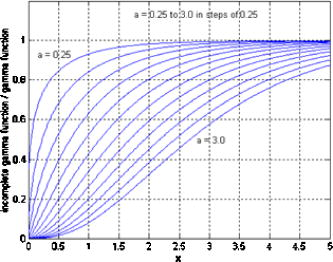 a = 0.25 to 3.0 in steps of 0.25
a = 0.25
a = 3.0
incomplete gamma function / gamma function
1
0.8
0.6
0.4
0.2
0
0 0.5 1 1.5 2 2.5 3 3.5 4 4.5 5
x